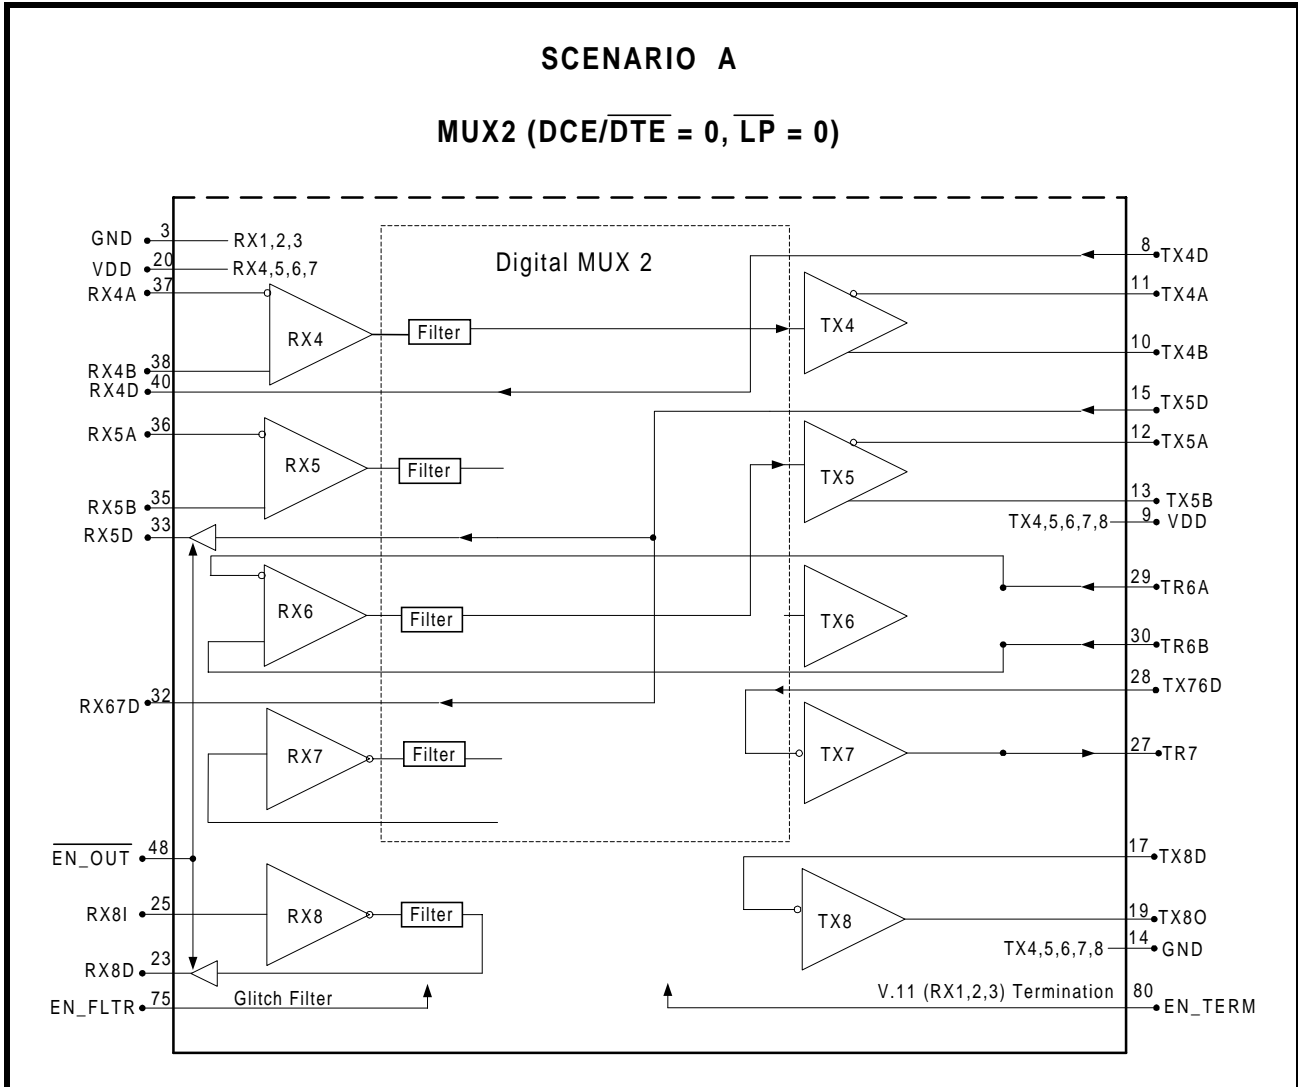 SCENARIO A
MUX2 (DCE/DTE = 0, LP = 0)
GND 3 RX1,2,3
VDD 20 RX4,5,6,7
RX4A 37
RX4B 38
RX4D 40
RX5A 36
RX5B 35
RX5D 33
RX67D 32
EN_OUT 48
RX8I 25
RX8D 23
EN_FLTR 75
Glitch Filter
Digital MUX 2
RX4 Filter
RX5 Filter
RX6 Filter
RX7 Filter
RX8 Filter
TX4
TX5
TX6
TX7
TX8
8 TX4D
11 TX4A
10 TX4B
15 TX5D
12 TX5A
13 TX5B
TX4,5,6,7,8 9 VDD
29 TR6A
30 TR6B
28 TX76D
27 TR7
17 TX8D
19 TX8O
TX4,5,6,7,8 14 GND
V.11 (RX1,2,3) Termination 80 EN_TERM